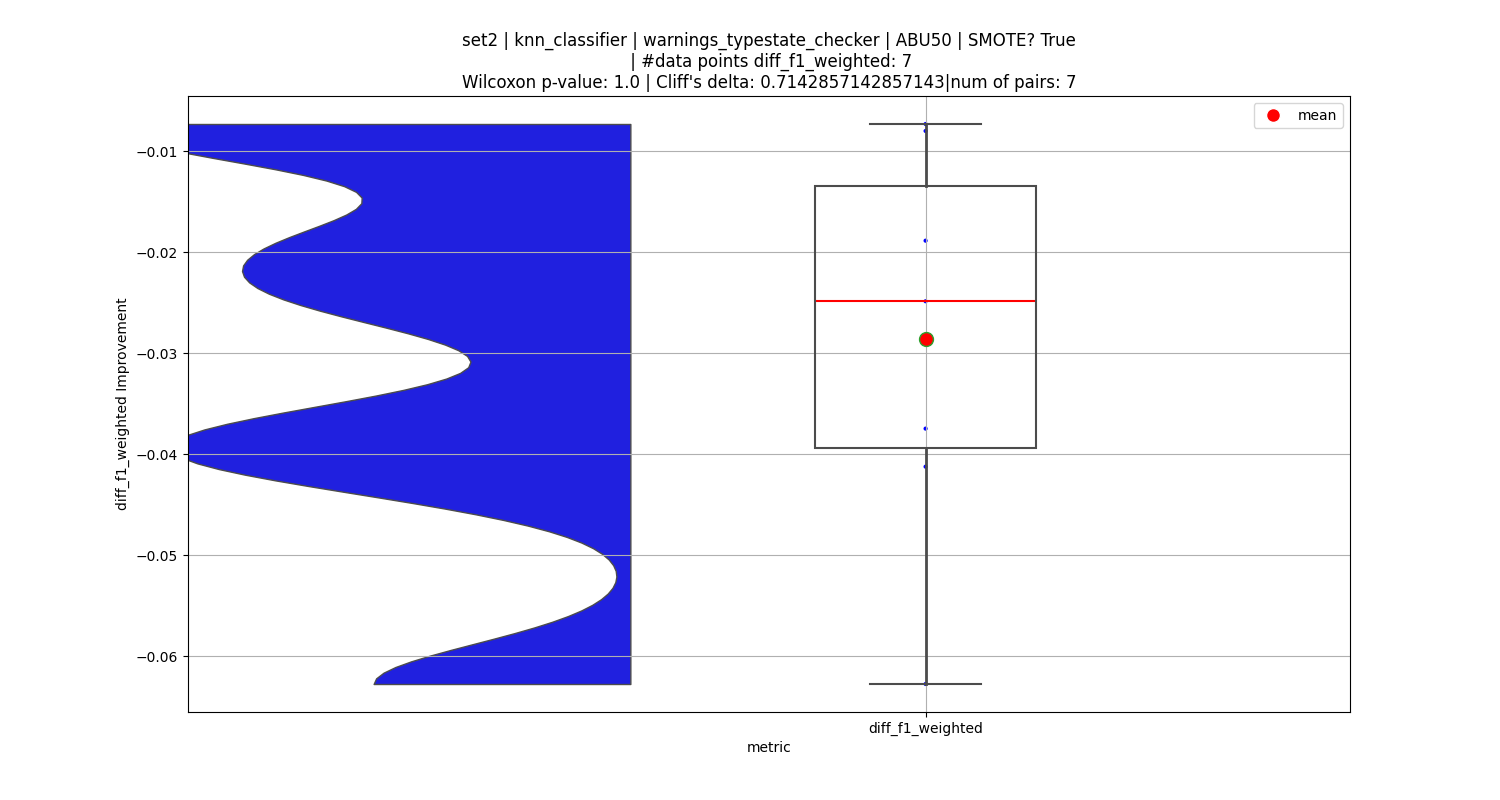 set2 | knn_classifier | warnings_typestate_checker | ABU50 | SMOTE? True
| #data points diff_f1_weighted: 7
Wilcoxon p-value: 1.0 | Cliff's delta: 0.7142857142857143|num of pairs: 7
mean
−0.01
−0.02
−0.03
−0.04
−0.05
−0.06
diff_f1_weighted Improvement
diff_f1_weighted
metric